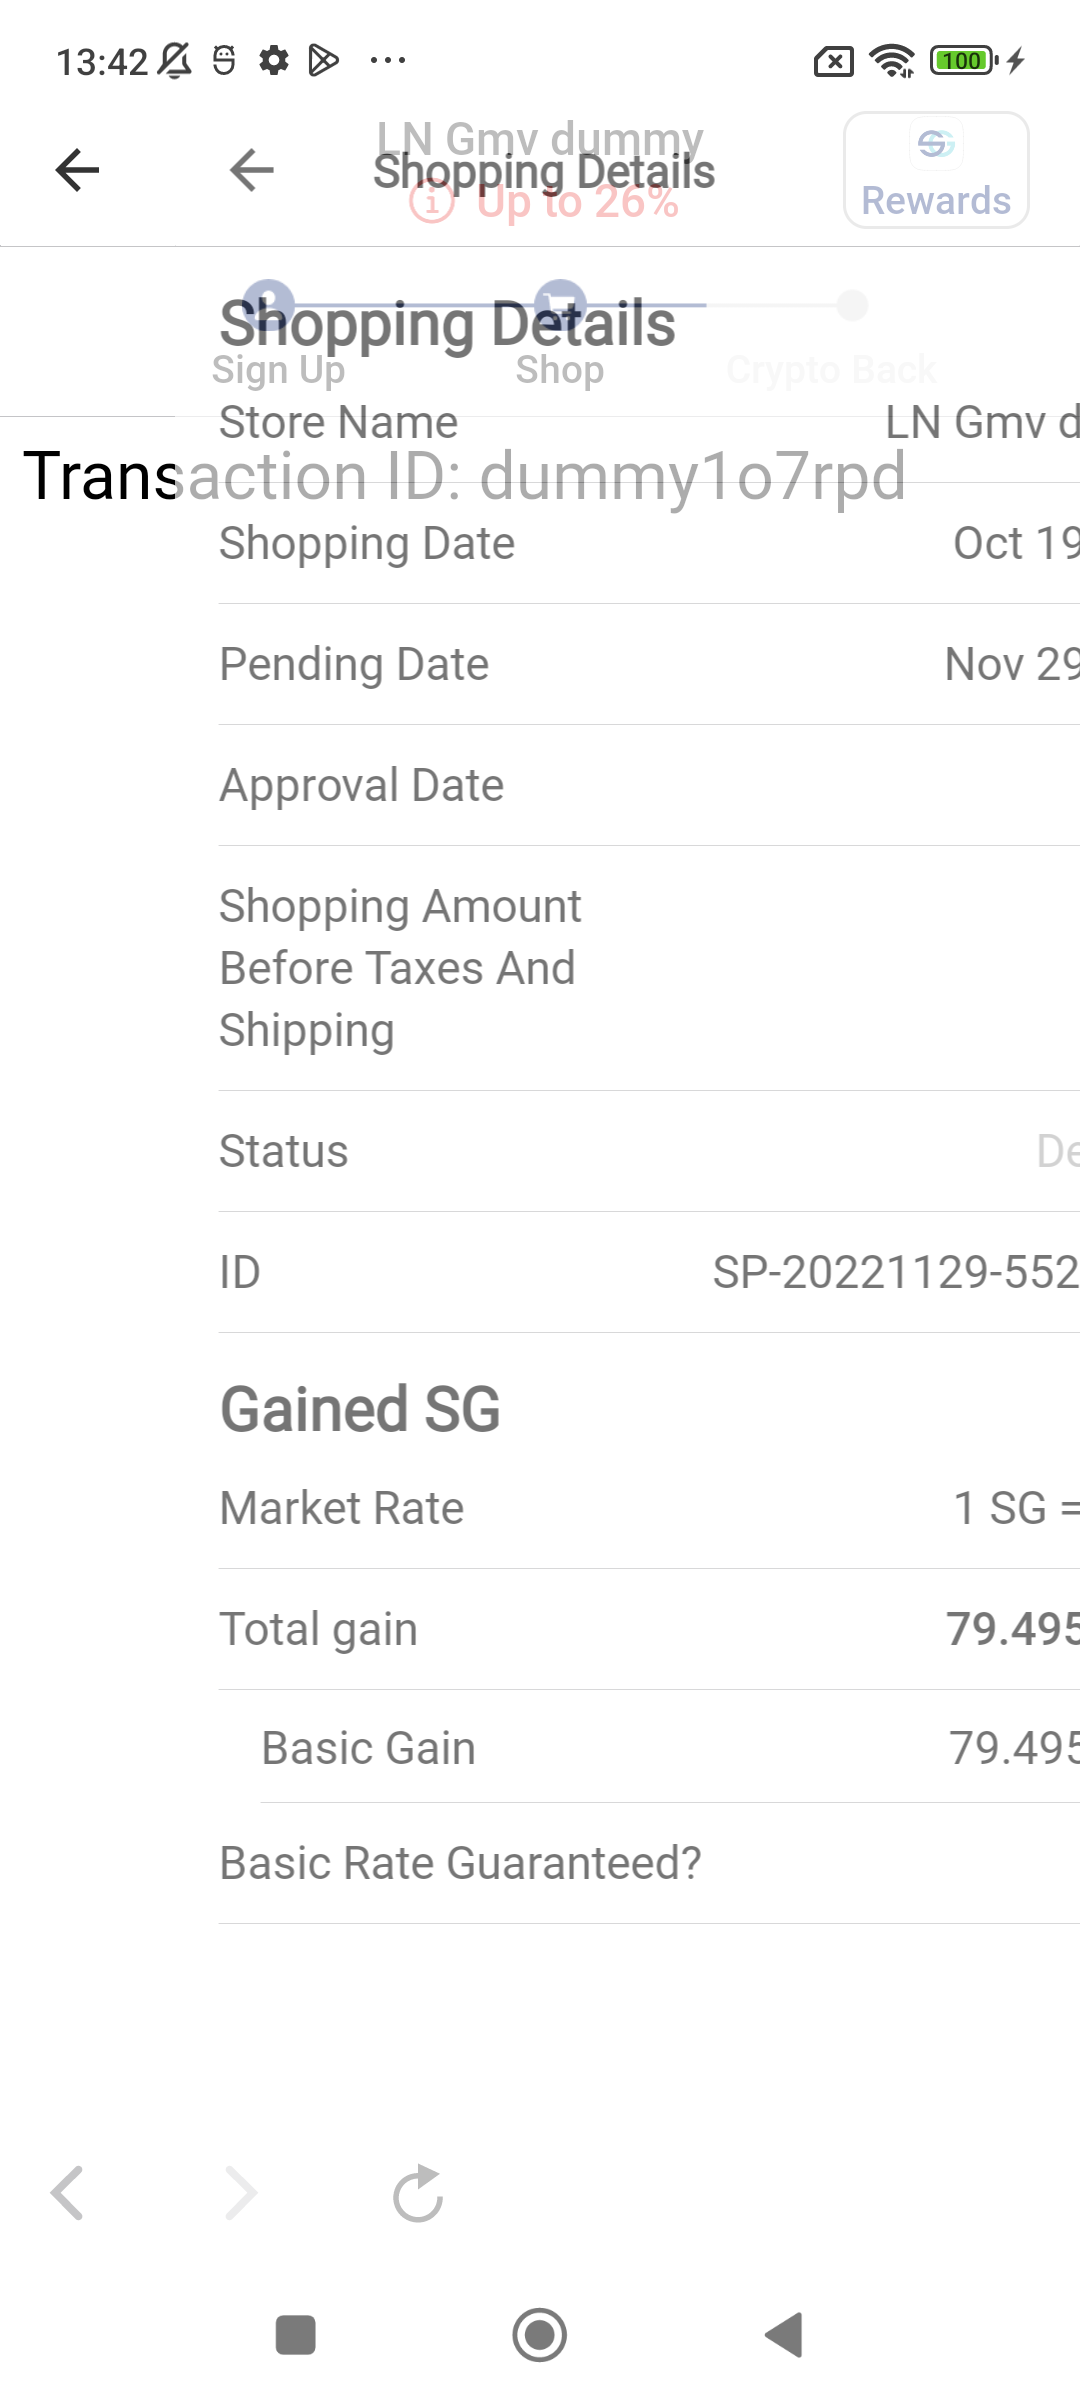 13:42
100
LN Gmv dummy
Shopping Details
Up to 26%
Rewards
Shopping Details
Sign Up
Shop
Crypto Back
Store Name
LN Gmv d
Transaction ID: dummy1o7rpd
Shopping Date
Oct 19
Pending Date
Nov 29
Approval Date
Shopping Amount
Before Taxes And
Shipping
Status
De
ID
SP-20221129-552
Gained SG
Market Rate
1 SG =
Total gain
79.495
Basic Gain
79.495
Basic Rate Guaranteed?